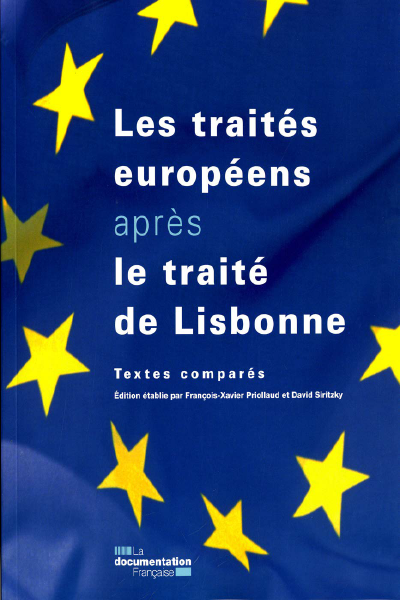 Les traités
européens
après
le traité
de Lisbonne
Textes comparés
Édition établie par François-Xavier Priollaud et David Siritzky
La
documentation
Française